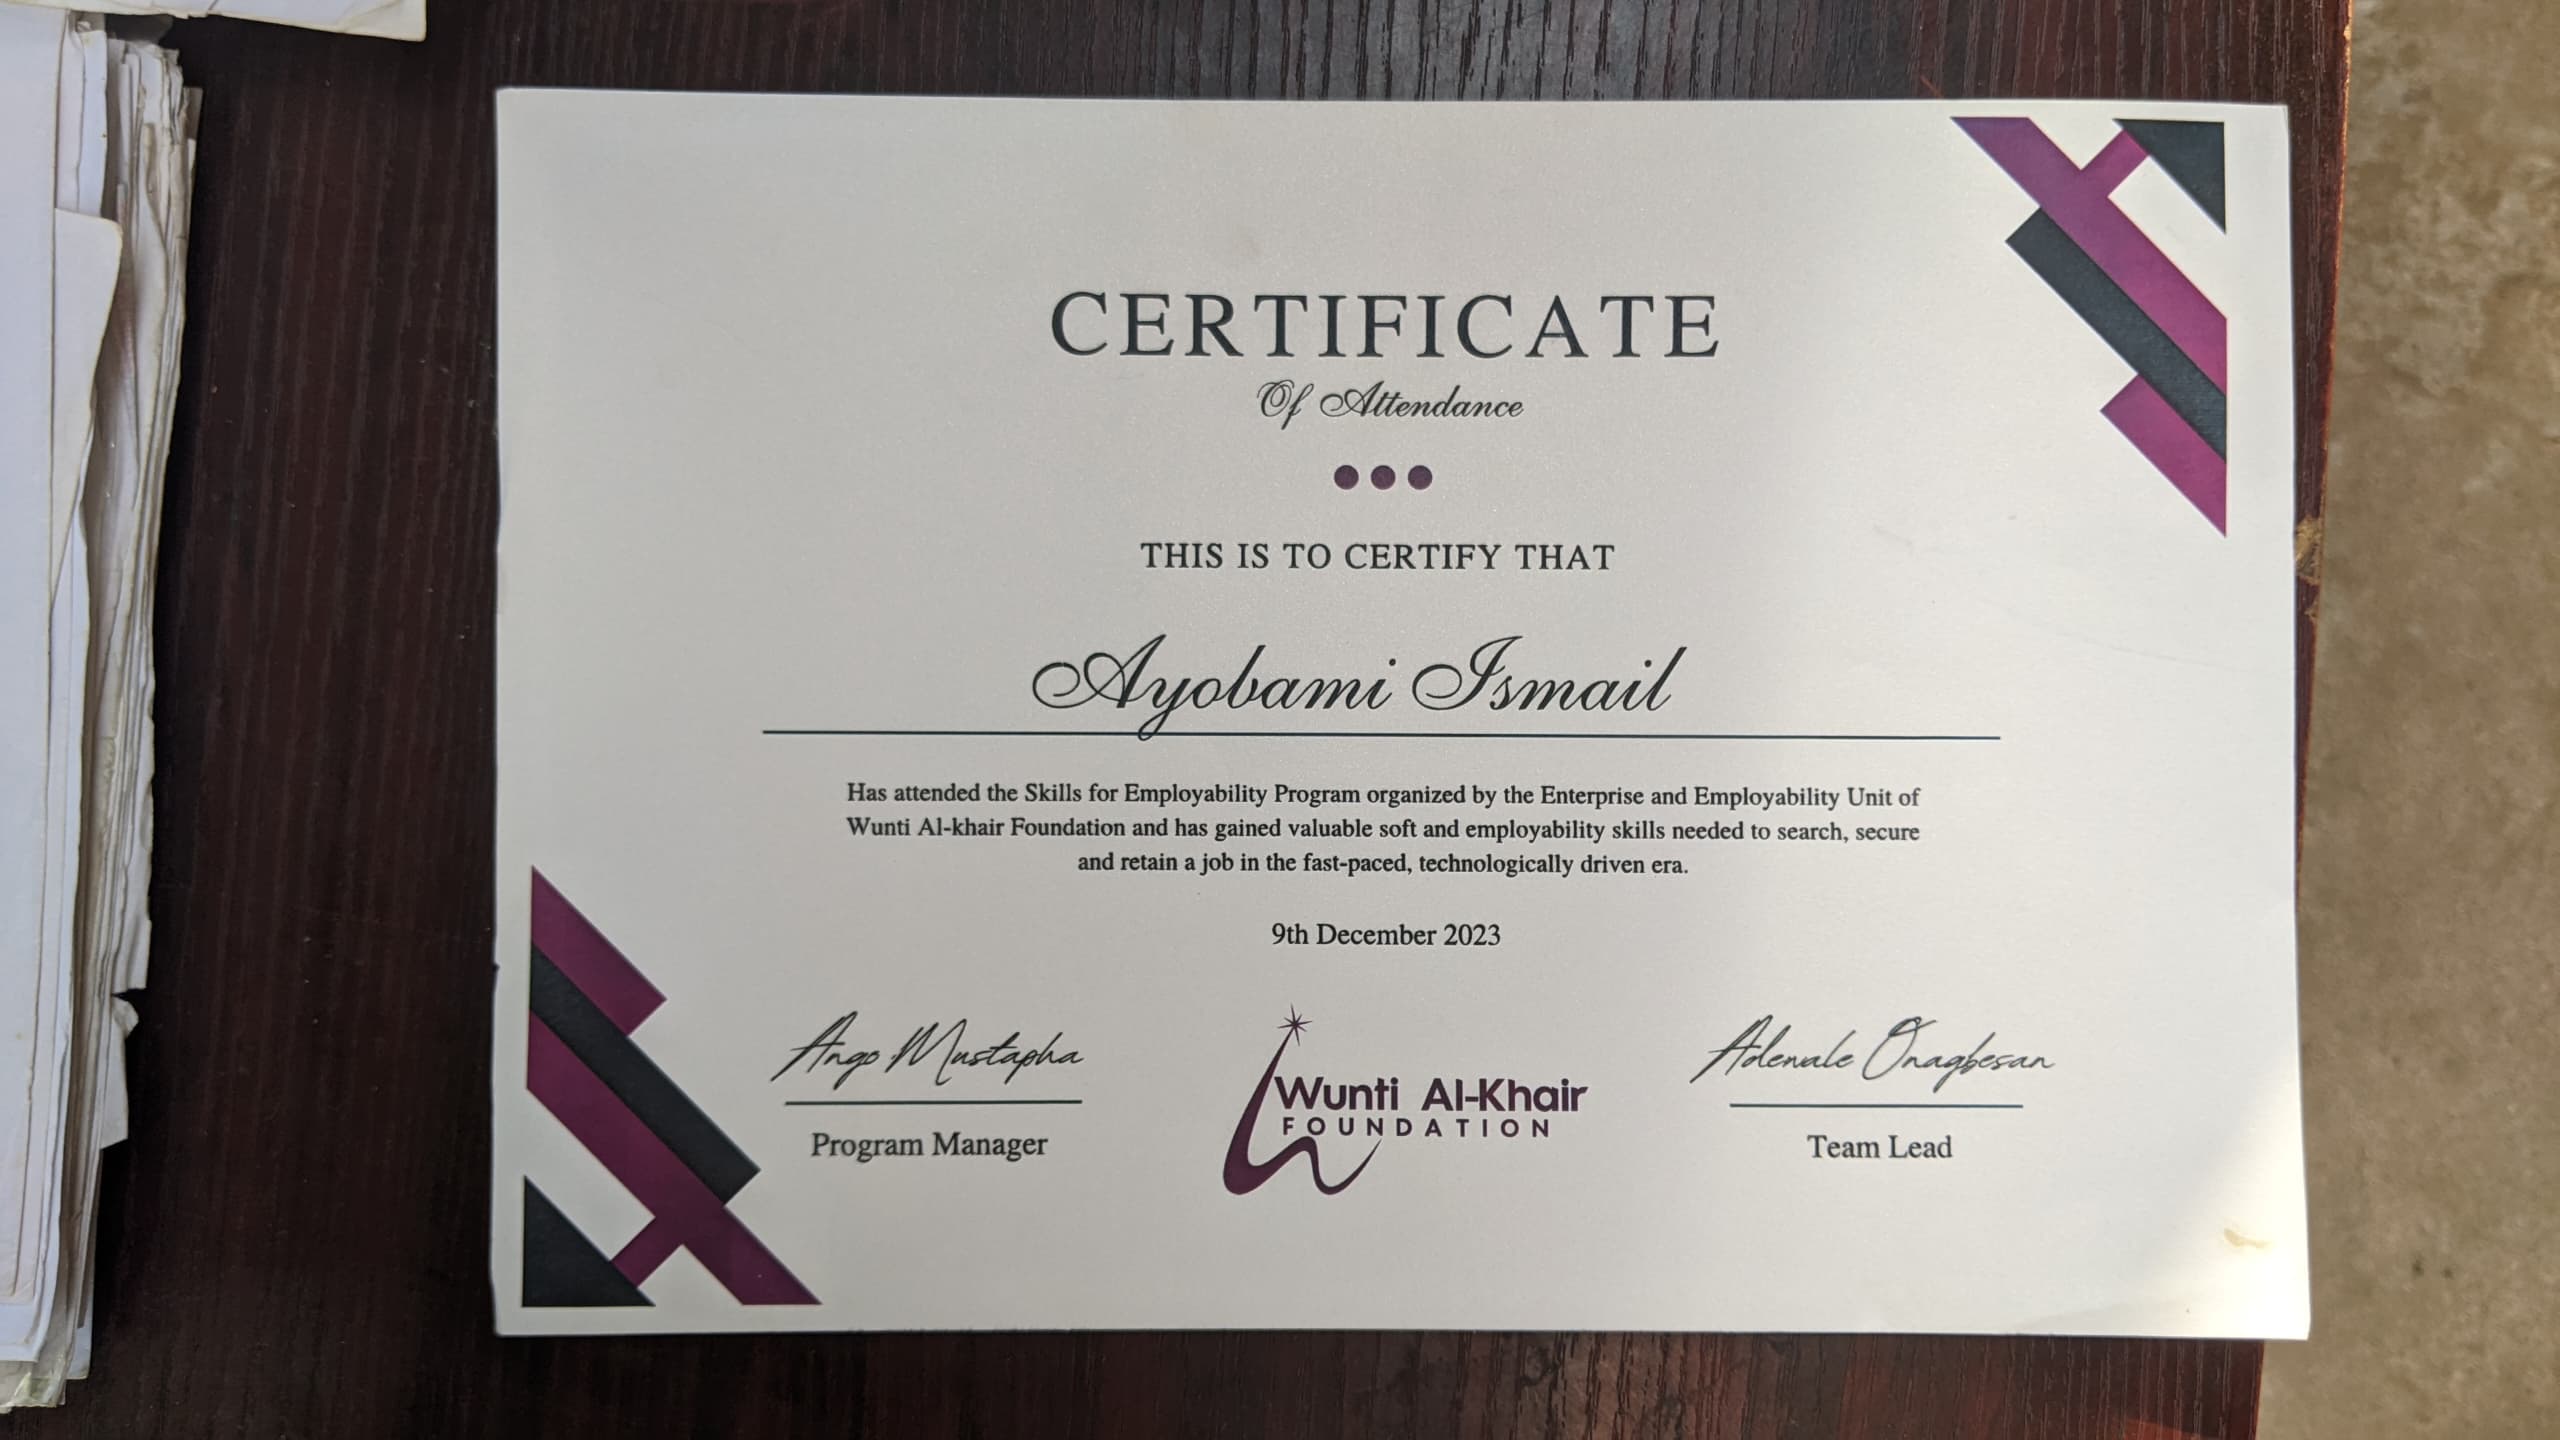 CERTIFICATE
Of Attendance
THIS IS TO CERTIFY THAT
Ayobami Ismail
Has attended the Skills for Employability Program organized by the Enterprise and Employability Unit of
Wunti Al-khair Foundation and has gained valuable soft and employability skills needed to search, secure
and retain a job in the fast-paced, technologically driven era.
9th December 2023
Ango Mustapha
Program Manager
Wunti Al-Khair
FOUNDATION
Adewale Onagbesan
Team Lead